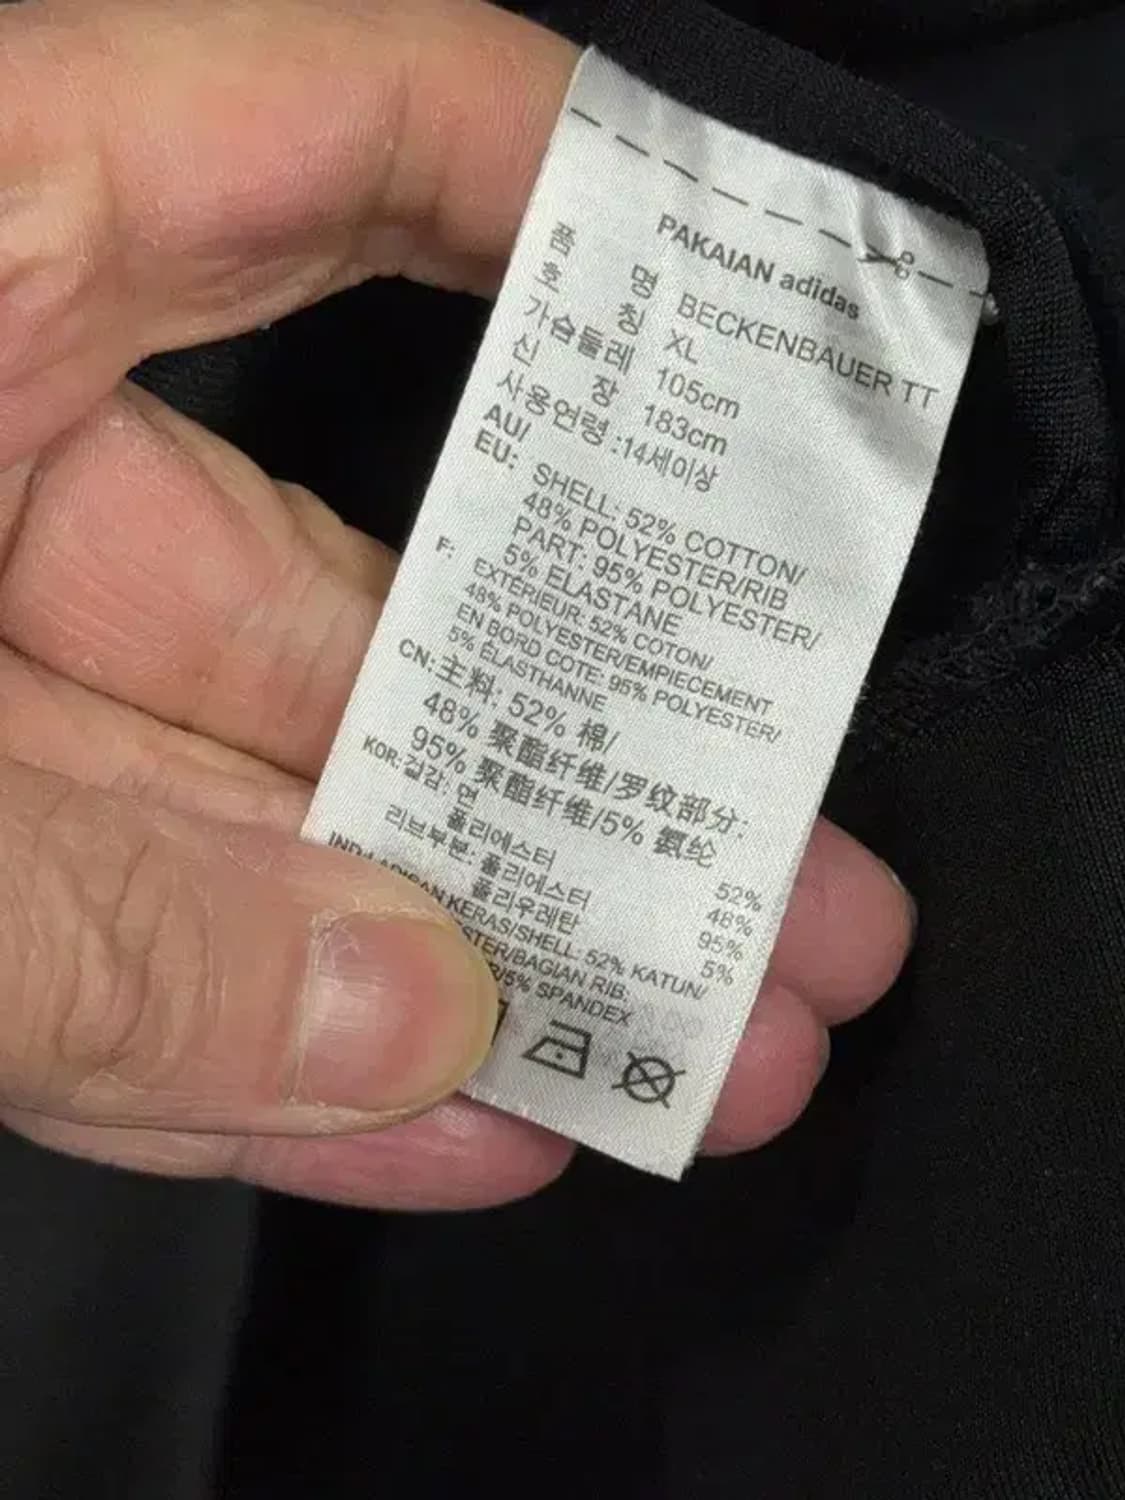 PAKAIAN adidas
품 명 BECKENBAUER TT
호 칭 XL
가슴둘레 105cm
신 장 183cm
사용연령 :14세이상
AU/
EU: SHELL: 52% COTTON/
48% POLYESTER/RIB
PART: 95% POLYESTER/
5% ELASTANE
F: EXTÉRIEUR: 52% COTON/
48% POLYESTER/EMPIECEMENT
EN BORD COTE: 95% POLYESTER/
5% ÉLASTHANNE
CN: 主料: 52% 棉/
48% 聚酯纤维/罗纹部分:
95% 聚酯纤维/5% 氨纶
KOR: 겉감: 면 52%
폴리에스터 48%
리브부분: 폴리에스터 95%
폴리우레탄 5%
KERAS/SHELL: 52% KATUN/
BAGIAN RIB:
5% SPANDEX